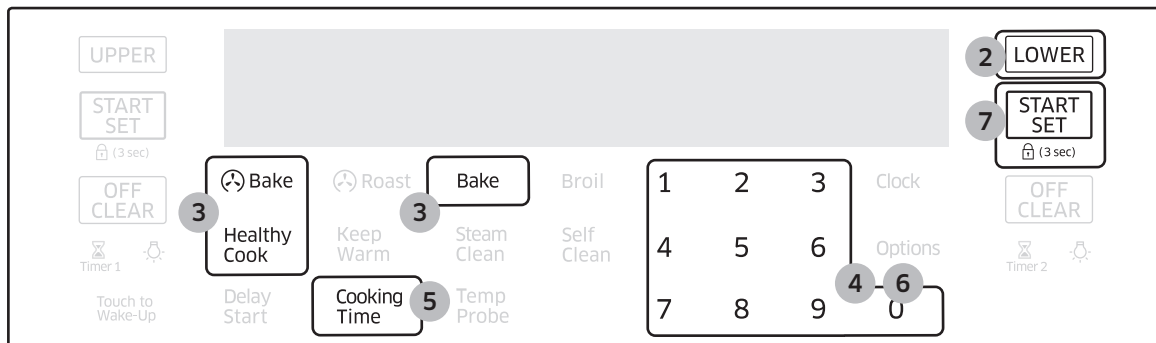 UPPER
2 LOWER
START
SET
(3 sec)
7 START
SET
(3 sec)
Bake
Roast
Bake
Broil
1 2 3
Clock
OFF
CLEAR
3
3
OFF
CLEAR
Healthy
Cook
Keep
Warm
Steam
Clean
Self
Clean
4 5 6
Options
Timer 1
Timer 2
Touch to
Wake-Up
Delay
Start
Cooking
Time
5
Temp
Probe
4 6
7 8 9 0